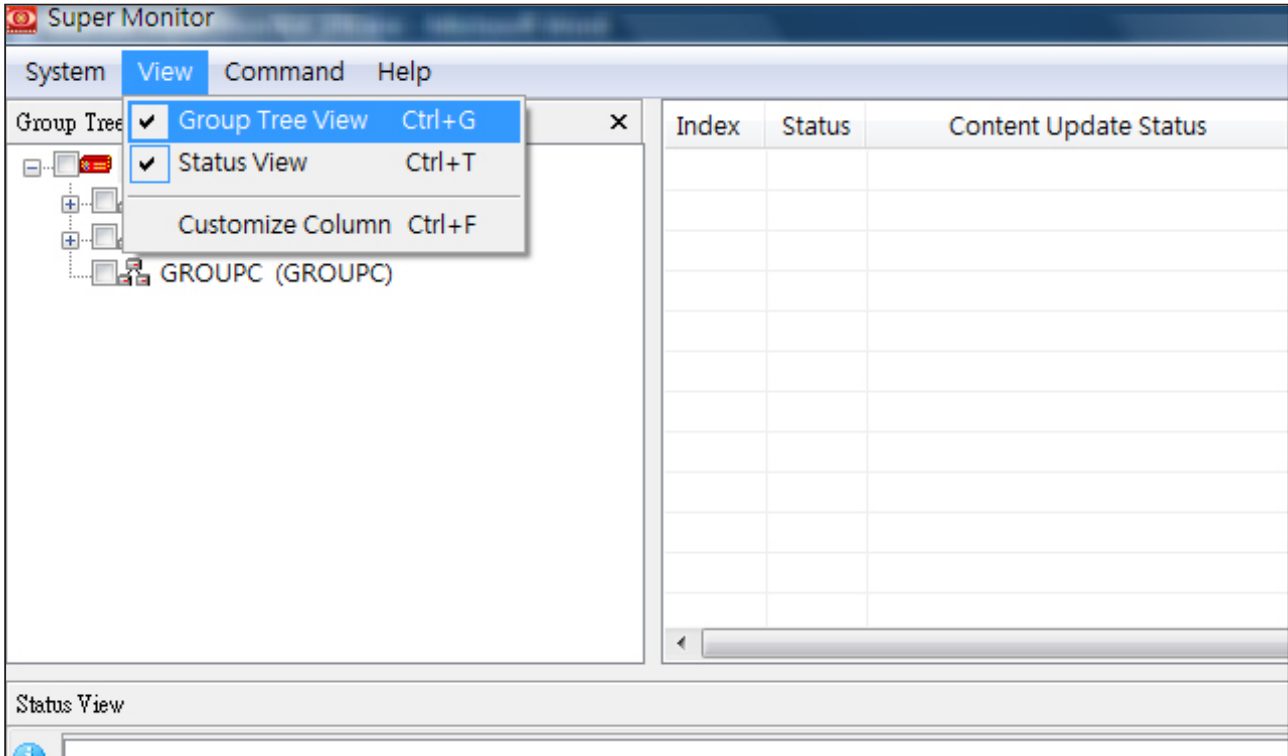 Super Monitor
System View Command Help
Group Tree
Group Tree View Ctrl+G
Status View Ctrl+T
Customize Column Ctrl+F
GROUPC (GROUPC)
Index Status Content Update Status
Status View